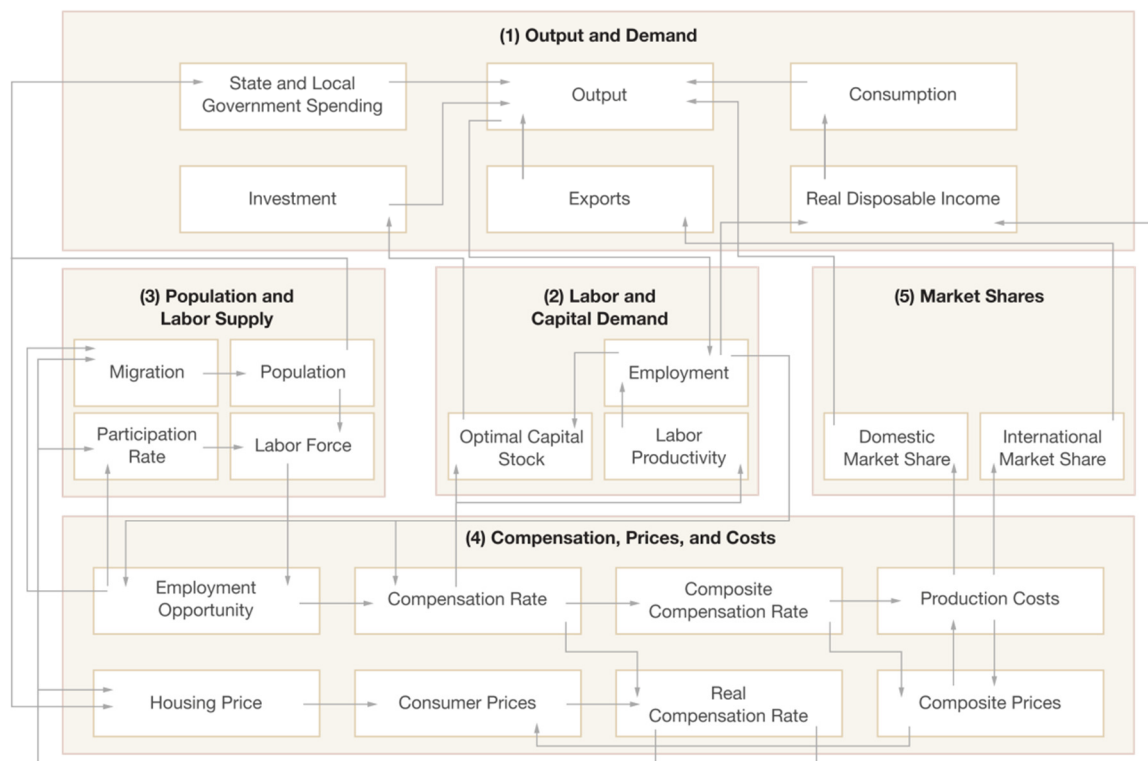 (1) Output and Demand
State and Local
Government Spending
Output
Consumption
Investment
Exports
Real Disposable Income
(3) Population and
Labor Supply
Migration
Population
Participation
Rate
Labor Force
(2) Labor and
Capital Demand
Employment
Optimal Capital
Stock
Labor
Productivity
(5) Market Shares
Domestic
Market Share
International
Market Share
(4) Compensation, Prices, and Costs
Employment
Opportunity
Compensation Rate
Composite
Compensation Rate
Production Costs
Housing Price
Consumer Prices
Real
Compensation Rate
Composite Prices